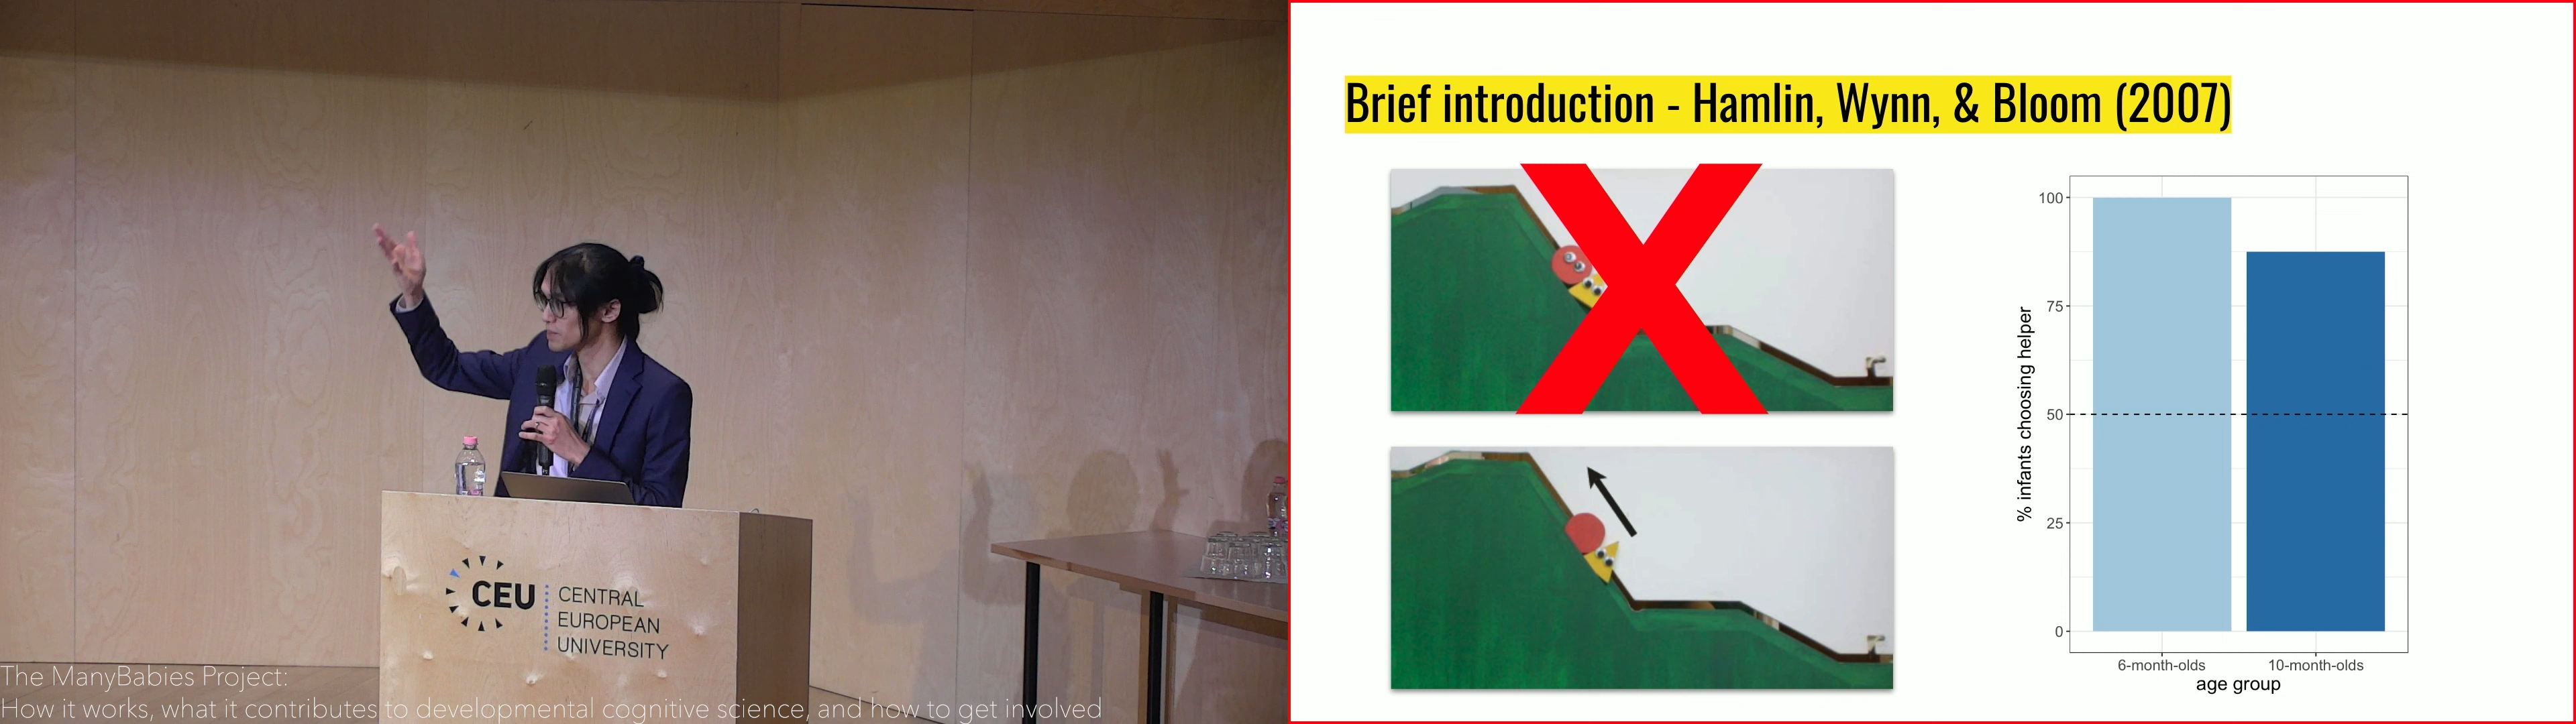 CEU
CENTRAL
EUROPEAN
UNIVERSITY
The ManyBabies Project:
How it works, what it contributes to developmental cognitive science, and how to get involved
Brief introduction - Hamlin, Wynn, & Bloom (2007)
X
% infants choosing helper
100
75
50
25
0
6-month-olds 10-month-olds
age group